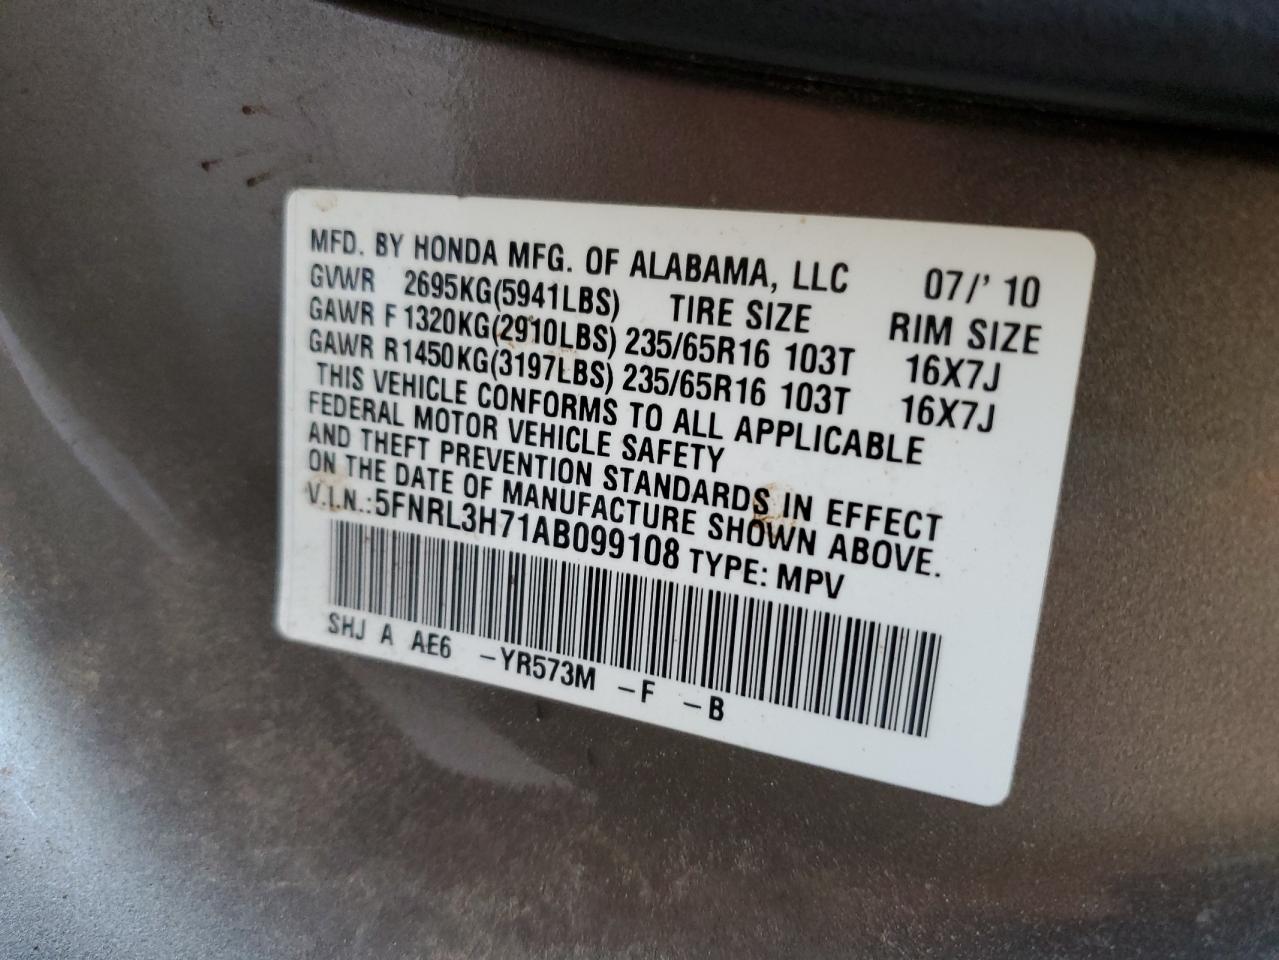 MFD. BY HONDA MFG. OF ALABAMA, LLC 07/' 10
GVWR 2695KG(5941LBS) TIRE SIZE RIM SIZE
GAWR F 1320KG(2910LBS) 235/65R16 103T 16X7J
GAWR R1450KG(3197LBS) 235/65R16 103T 16X7J
THIS VEHICLE CONFORMS TO ALL APPLICABLE
FEDERAL MOTOR VEHICLE SAFETY
AND THEFT PREVENTION STANDARDS IN EFFECT
ON THE DATE OF MANUFACTURE SHOWN ABOVE.
V.I.N.:5FNRL3H71AB099108 TYPE: MPV
SHJ A AE6 -YR573M -F -B